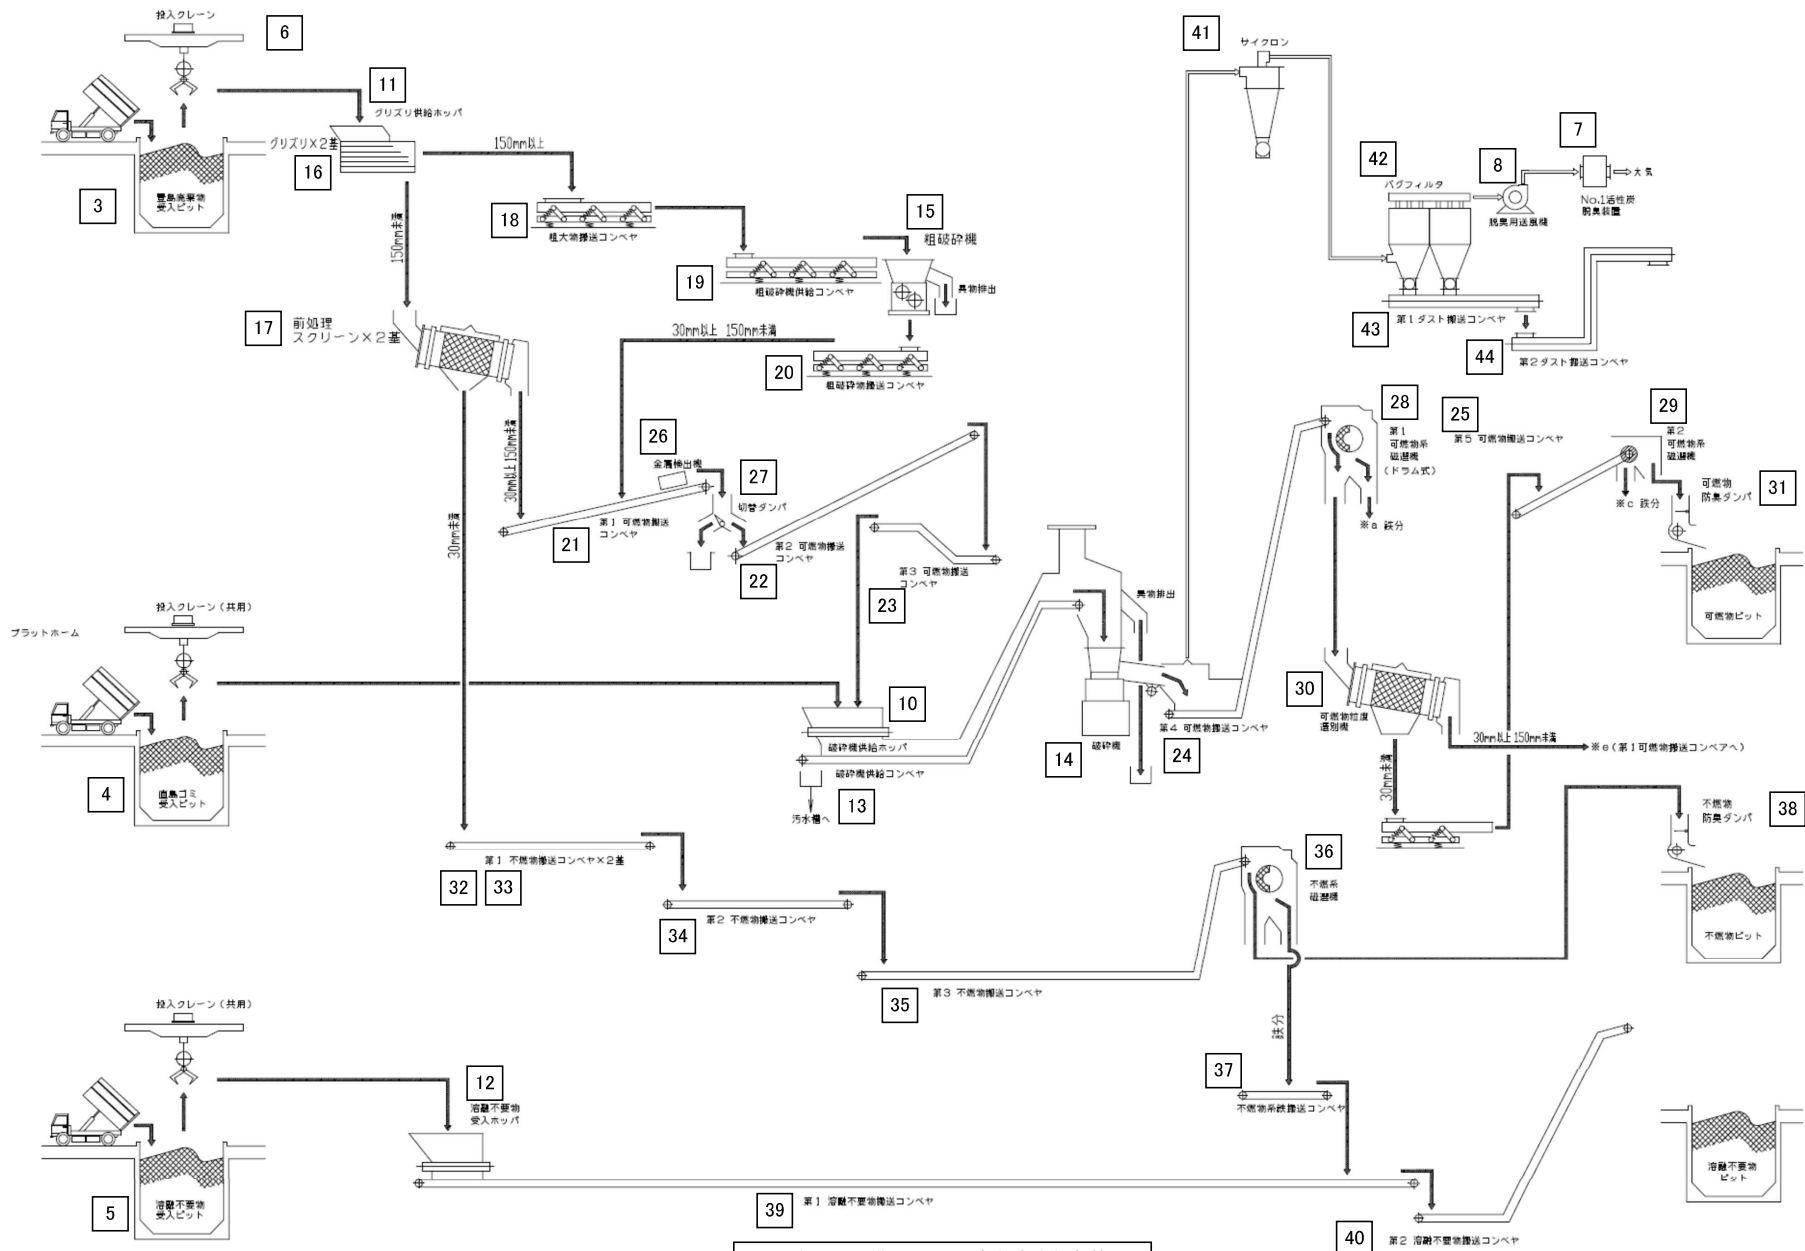 投入クレーン
6
11
グリズリ供給ホッパ
グリズリ×2基
16
150mm以上
3
豊島廃棄物
受入ピット
150mm未満
18
粗大物搬送コンベヤ
15
粗破砕機
19
粗破砕機供給コンベヤ
異物排出
17
前処理
スクリーン×2基
30mm以上 150mm未満
20
粗破砕物搬送コンベヤ
41
サイクロン
42
バグフィルタ
8
脱臭用送風機
7
No.1活性炭
脱臭装置
大気
43
第1ダスト搬送コンベヤ
44
第2ダスト搬送コンベヤ
30mm以上150mm未満
30mm未満
26
金属検出機
27
切替ダンパ
21
第1 可燃物搬送
コンベヤ
22
第2 可燃物搬送
コンベヤ
第3 可燃物搬送
コンベヤ
23
28
第1
可燃物系
磁選機
(ドラム式)
※a 鉄分
25
第5 可燃物搬送コンベヤ
29
第2
可燃物系
磁選機
※c 鉄分
可燃物
防臭ダンパ
31
可燃物ピット
投入クレーン(共用)
プラットホーム
4
直島ゴミ
受入ピット
10
破砕機供給ホッパ
破砕機供給コンベヤ
13
汚水槽へ
異物排出
14
破砕機
第4 可燃物搬送コンベヤ
24
30
可燃物粒度
選別機
30mm以上150mm未満
※e(第1可燃物搬送コンベアへ)
30mm未満
不燃物
防臭ダンパ
38
不燃物ピット
第1 不燃物搬送コンベヤ×2基
32
33
34
第2 不燃物搬送コンベヤ
35
第3 不燃物搬送コンベヤ
36
不燃系
磁選機
鉄分
37
不燃物系鉄搬送コンベヤ
投入クレーン(共用)
5
溶融不要物
受入ピット
12
溶融不要物
受入ホッパ
39
第1 溶融不要物搬送コンベヤ
40
第2 溶融不要物搬送コンベヤ
溶融不要物
ピット